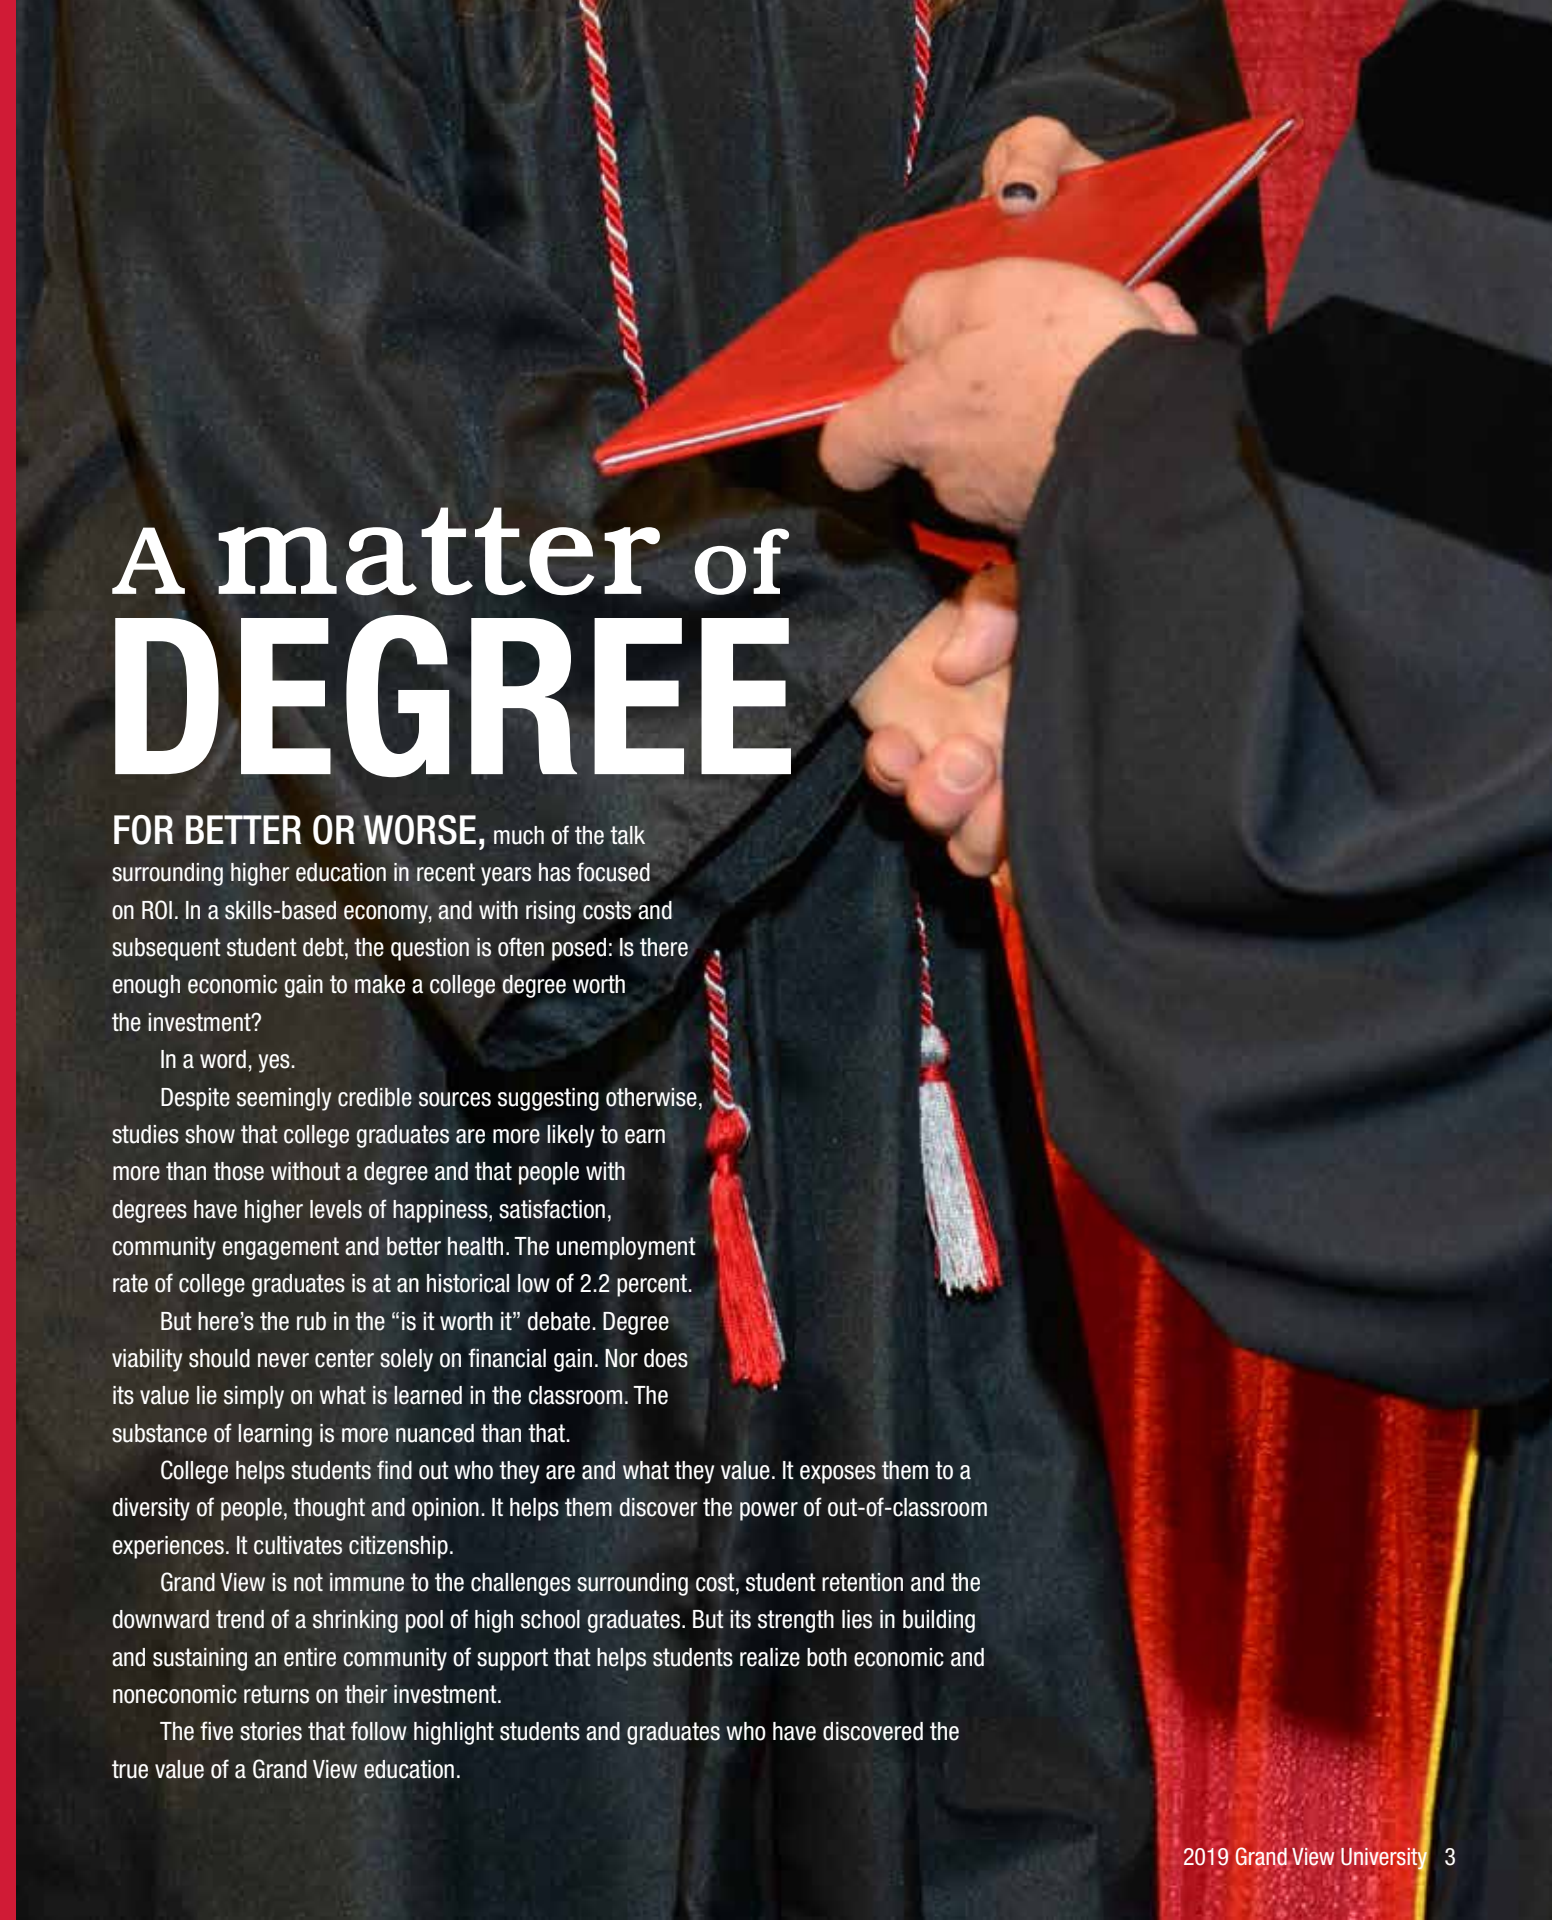 A matter of
DEGREE
FOR BETTER OR WORSE, much of the talk
surrounding higher education in recent years has focused
on ROI. In a skills-based economy, and with rising costs and
subsequent student debt, the question is often posed: Is there
enough economic gain to make a college degree worth
the investment?
In a word, yes.
Despite seemingly credible sources suggesting otherwise,
studies show that college graduates are more likely to earn
more than those without a degree and that people with
degrees have higher levels of happiness, satisfaction,
community engagement and better health. The unemployment
rate of college graduates is at an historical low of 2.2 percent.
But here’s the rub in the “is it worth it” debate. Degree
viability should never center solely on financial gain. Nor does
its value lie simply on what is learned in the classroom. The
substance of learning is more nuanced than that.
College helps students find out who they are and what they value. It exposes them to a
diversity of people, thought and opinion. It helps them discover the power of out-of-classroom
experiences. It cultivates citizenship.
Grand View is not immune to the challenges surrounding cost, student retention and the
downward trend of a shrinking pool of high school graduates. But its strength lies in building
and sustaining an entire community of support that helps students realize both economic and
noneconomic returns on their investment.
The five stories that follow highlight students and graduates who have discovered the
true value of a Grand View education.
2019 Grand View University 3